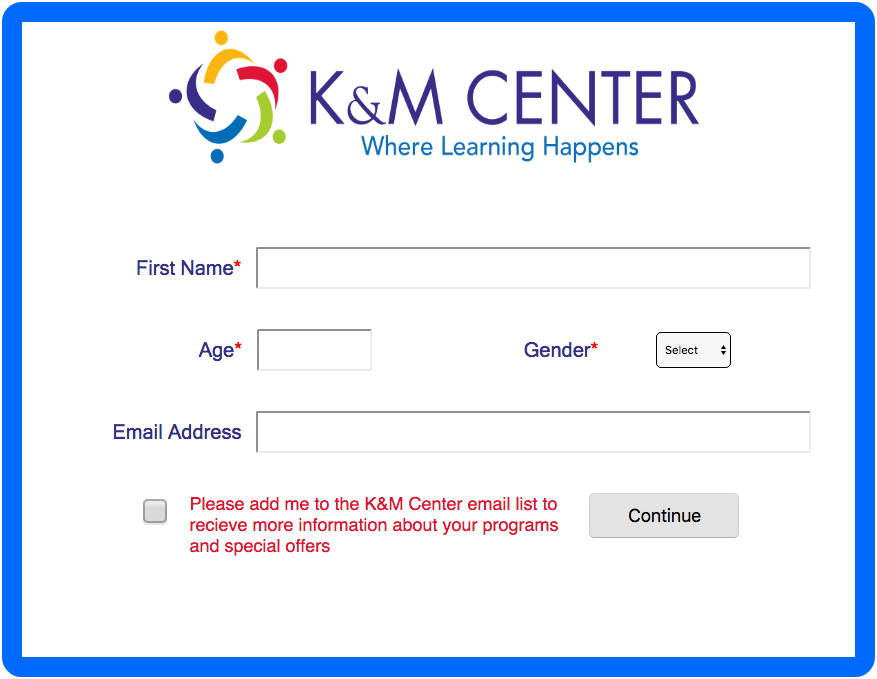 K&M CENTER
Where Learning Happens
First Name*
Age*
Gender*
Select
Email Address
Please add me to the K&M Center email list to
recieve more information about your programs
and special offers
Continue